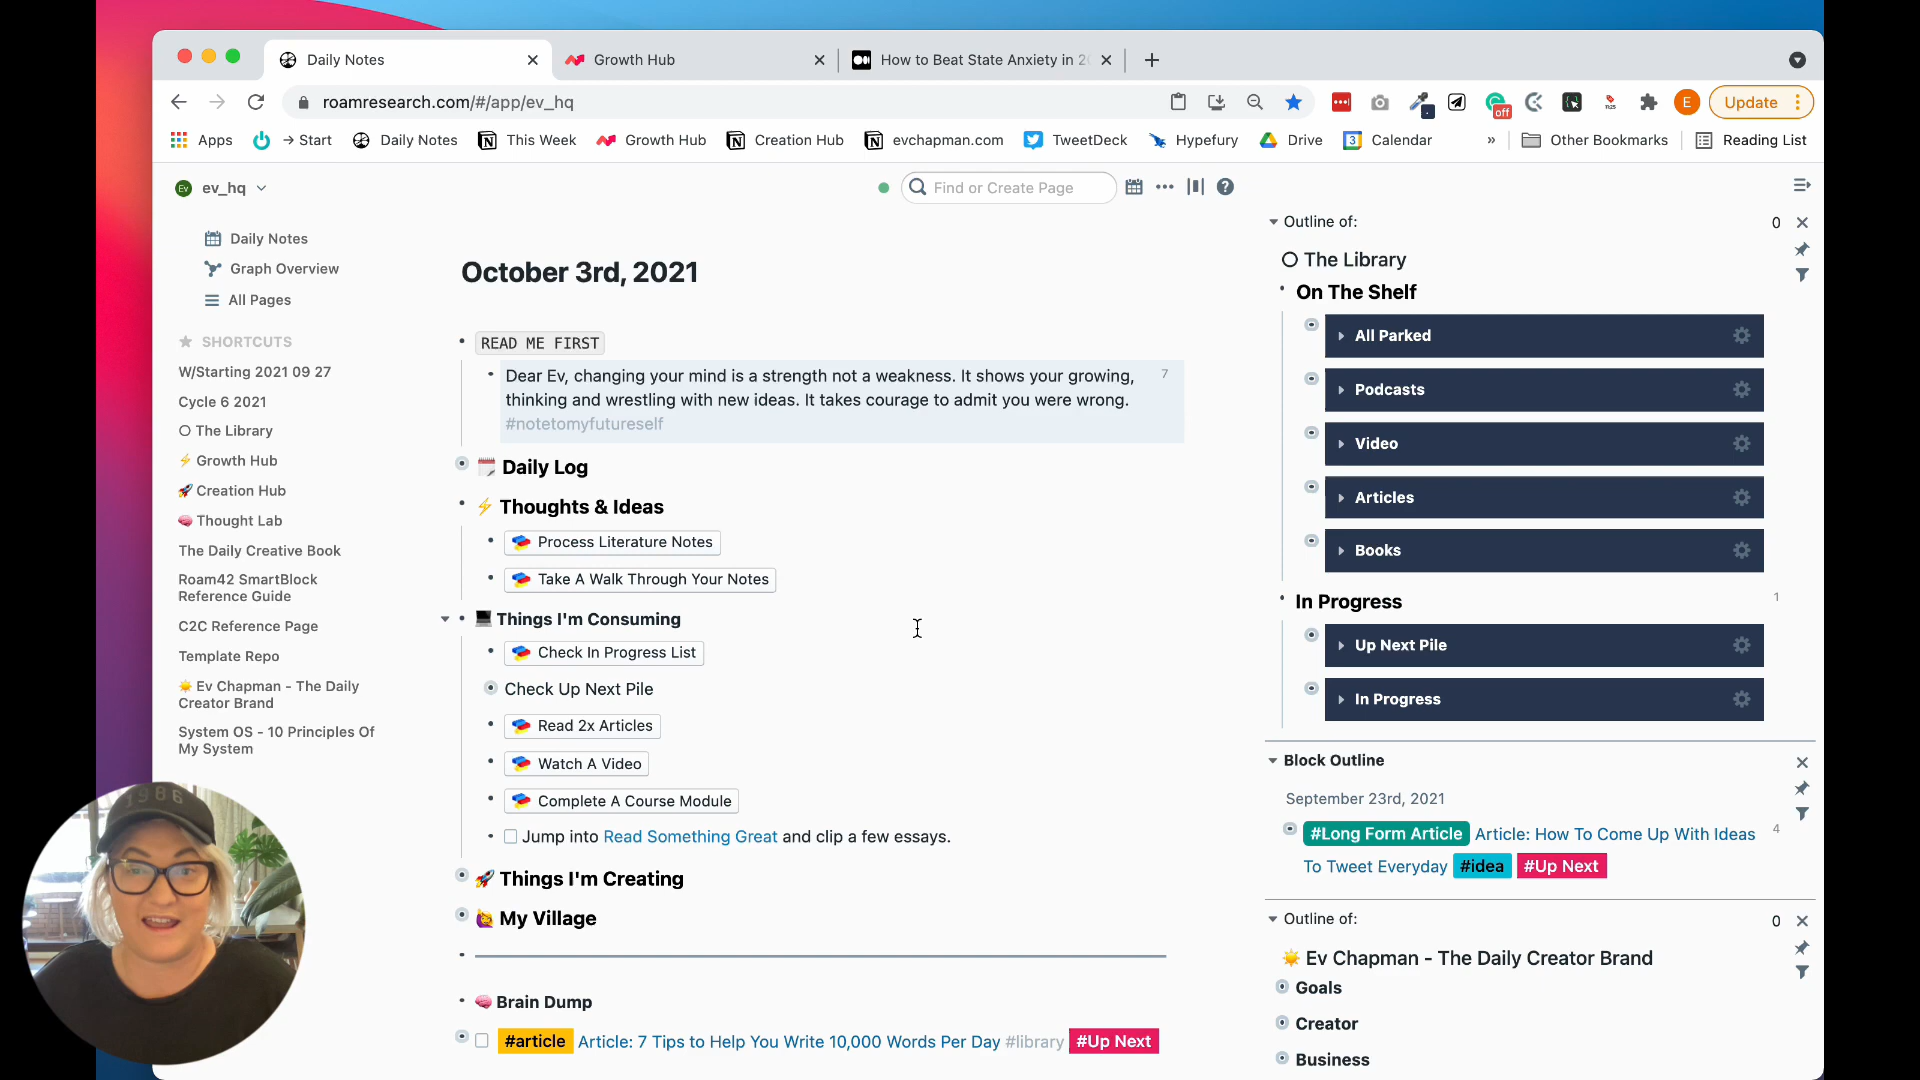 Daily Notes
Growth Hub
How to Beat State Anxiety in 20
roamresearch.com/#/app/ev_hq
off
E
Update
Apps
→ Start
Daily Notes
This Week
Growth Hub
Creation Hub
evchapman.com
TweetDeck
Hypefury
Drive
3
Calendar
»
Other Bookmarks
Reading List
Ev
ev_hq
Find or Create Page
Daily Notes
Graph Overview
All Pages
SHORTCUTS
W/Starting 2021 09 27
Cycle 6 2021
The Library
⚡ Growth Hub
🚀 Creation Hub
🧠 Thought Lab
The Daily Creative Book
Roam42 SmartBlock
Reference Guide
C2C Reference Page
Template Repo
☀️ Ev Chapman - The Daily
Creator Brand
System OS - 10 Principles Of
My System
1986
October 3rd, 2021
READ ME FIRST
Dear Ev, changing your mind is a strength not a weakness. It shows your growing, 7
thinking and wrestling with new ideas. It takes courage to admit you were wrong.
#notetomyfutureself
Daily Log
⚡ Thoughts & Ideas
Process Literature Notes
Take A Walk Through Your Notes
Things I'm Consuming
Check In Progress List
Check Up Next Pile
Read 2x Articles
Watch A Video
Complete A Course Module
Jump into Read Something Great and clip a few essays.
🚀 Things I'm Creating
🙋 My Village
🧠 Brain Dump
#article Article: 7 Tips to Help You Write 10,000 Words Per Day #library #Up Next
Outline of: 0
The Library
On The Shelf
All Parked
Podcasts
Video
Articles
Books
In Progress 1
Up Next Pile
In Progress
Block Outline
September 23rd, 2021
#Long Form Article Article: How To Come Up With Ideas 4
To Tweet Everyday #idea #Up Next
Outline of: 0
☀️ Ev Chapman - The Daily Creator Brand
Goals
Creator
Business